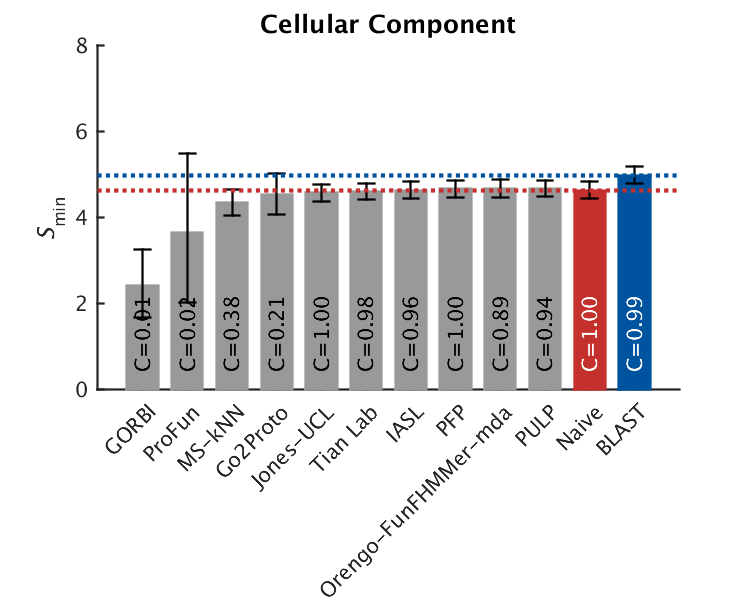 Cellular Component
8
6
4
2
0
Smin
C=0.01
C=0.02
C=0.38
C=0.21
C=1.00
C=0.98
C=0.96
C=1.00
C=0.89
C=0.94
C=1.00
C=0.99
GORBI
ProFun
MS-kNN
Go2Proto
Jones-UCL
Tian Lab
IASL
PFP
Orengo-FunFHMMer-mda
PULP
Naive
BLAST